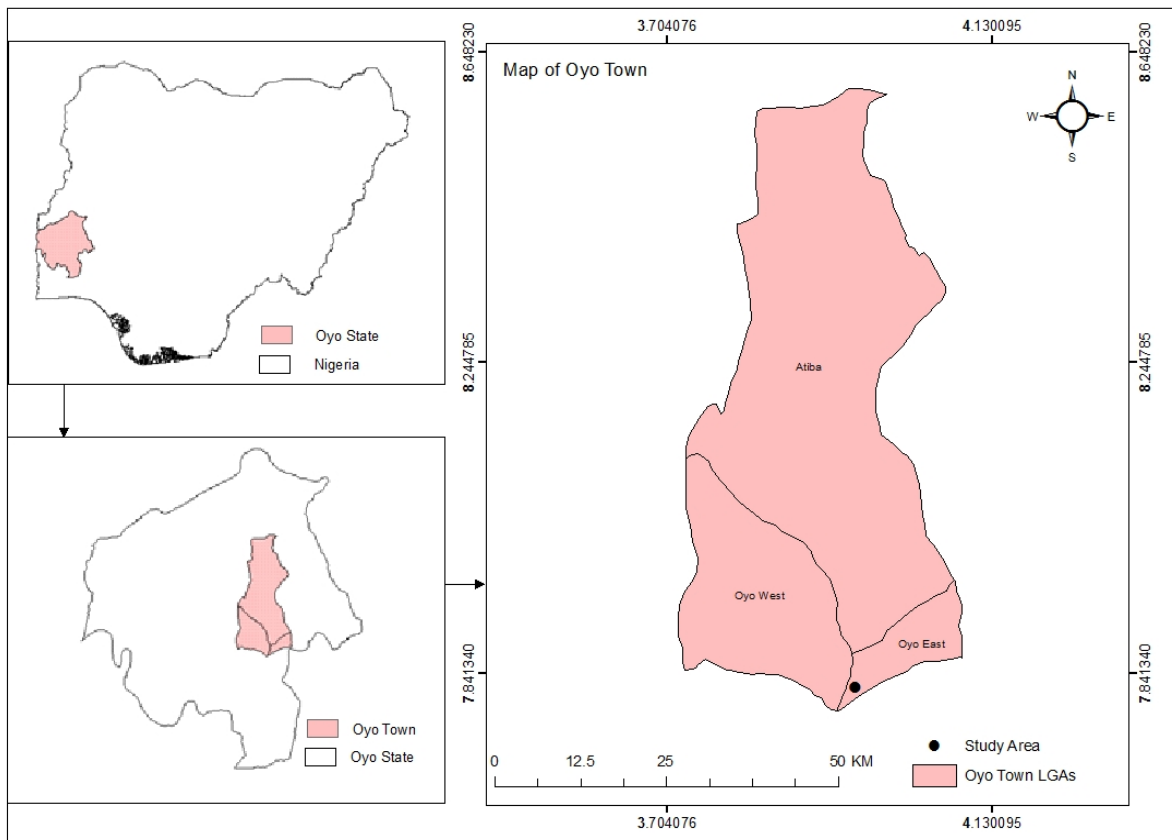 3.704076
4.130095
8.648230
8.648230
Map of Oyo Town
N
W
E
S
Oyo State
Nigeria
8.244785
8.244785
Atiba
Oyo West
Oyo East
7.841340
7.841340
Oyo Town
Oyo State
Study Area
Oyo Town LGAs
0 12.5 25 50 KM
3.704076
4.130095